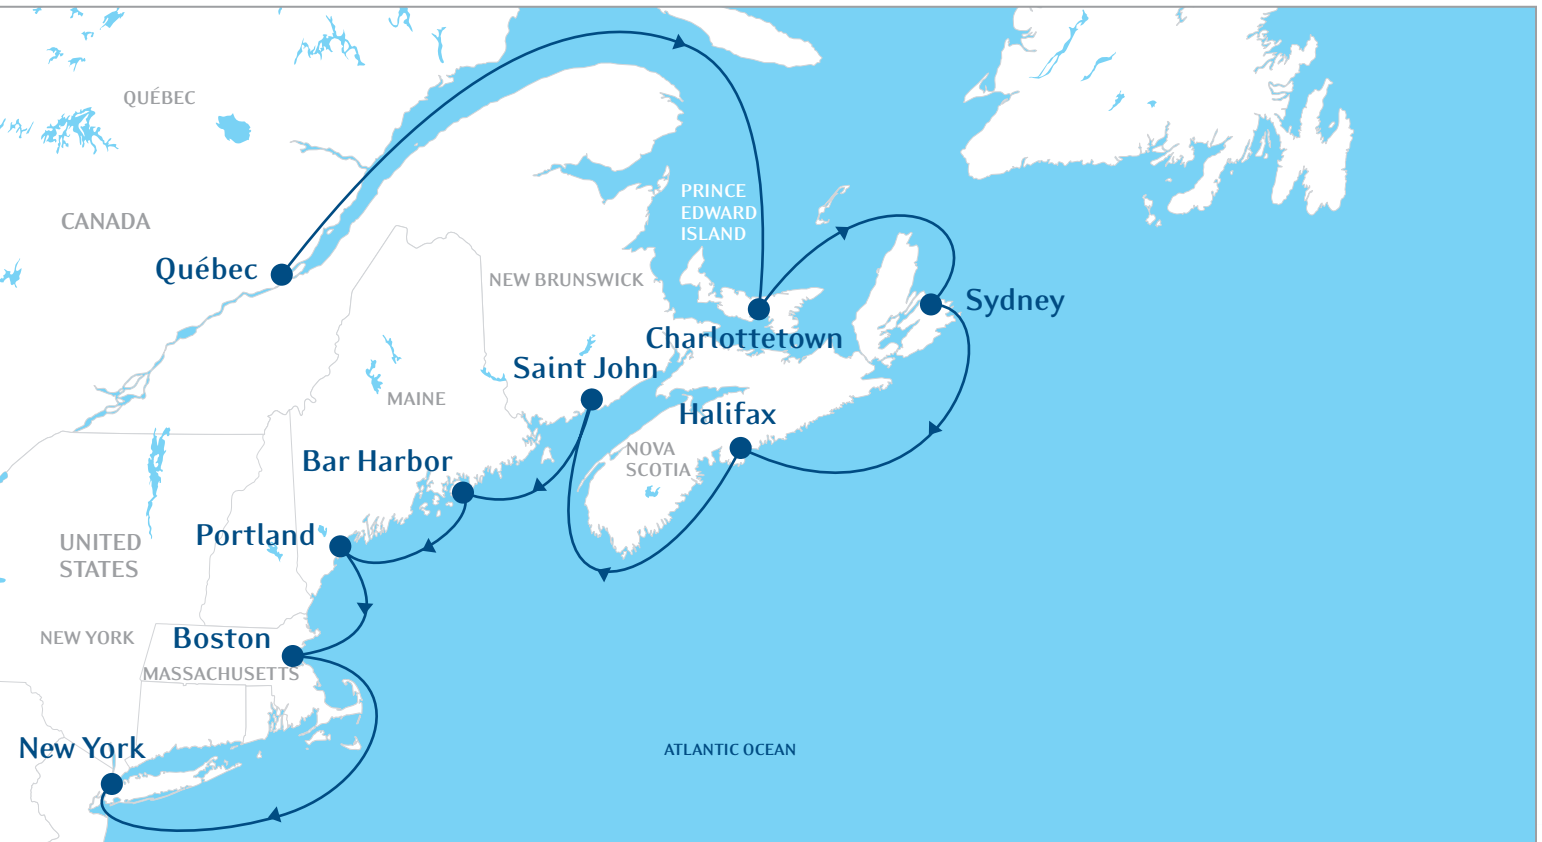 QUÉBEC
CANADA
Québec
PRINCE
EDWARD
ISLAND
NEW BRUNSWICK
Sydney
Charlottetown
Saint John
MAINE
Halifax
NOVA
SCOTIA
Bar Harbor
Portland
UNITED
STATES
NEW YORK
Boston
MASSACHUSETTS
New York
ATLANTIC OCEAN